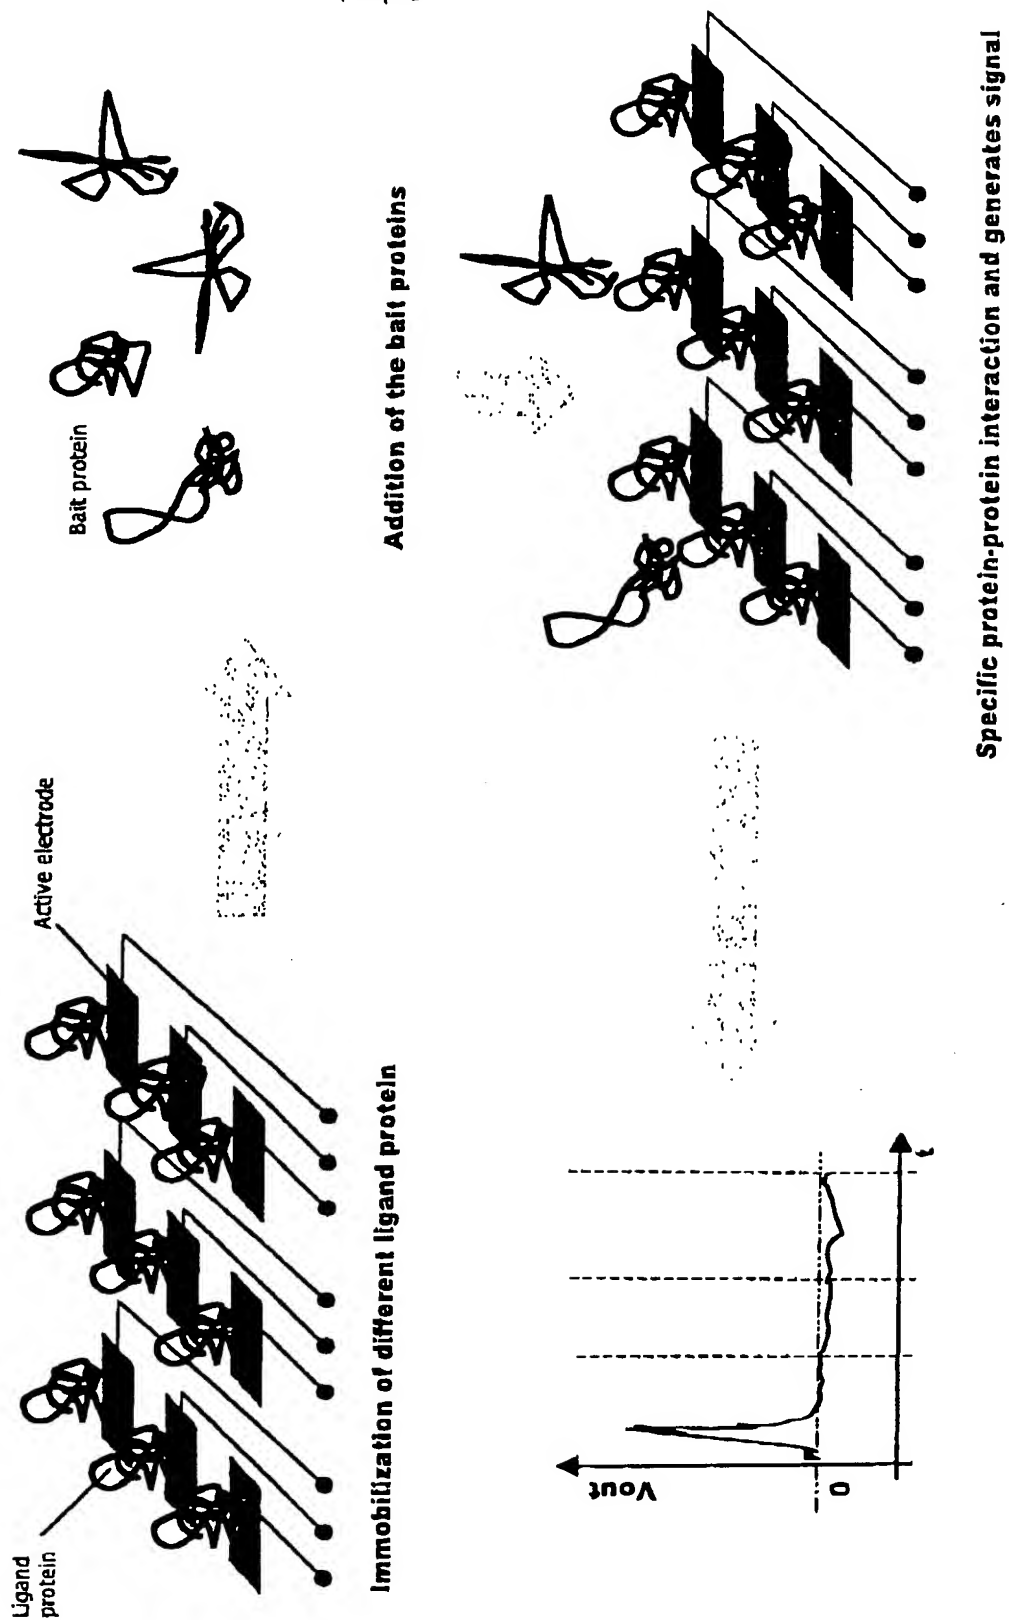 Ligand
protein
Active electrode
Immobilization of different ligand protein
Bait protein
Addition of the bait proteins
Specific protein-protein interaction and generates signal
Vout
0
t